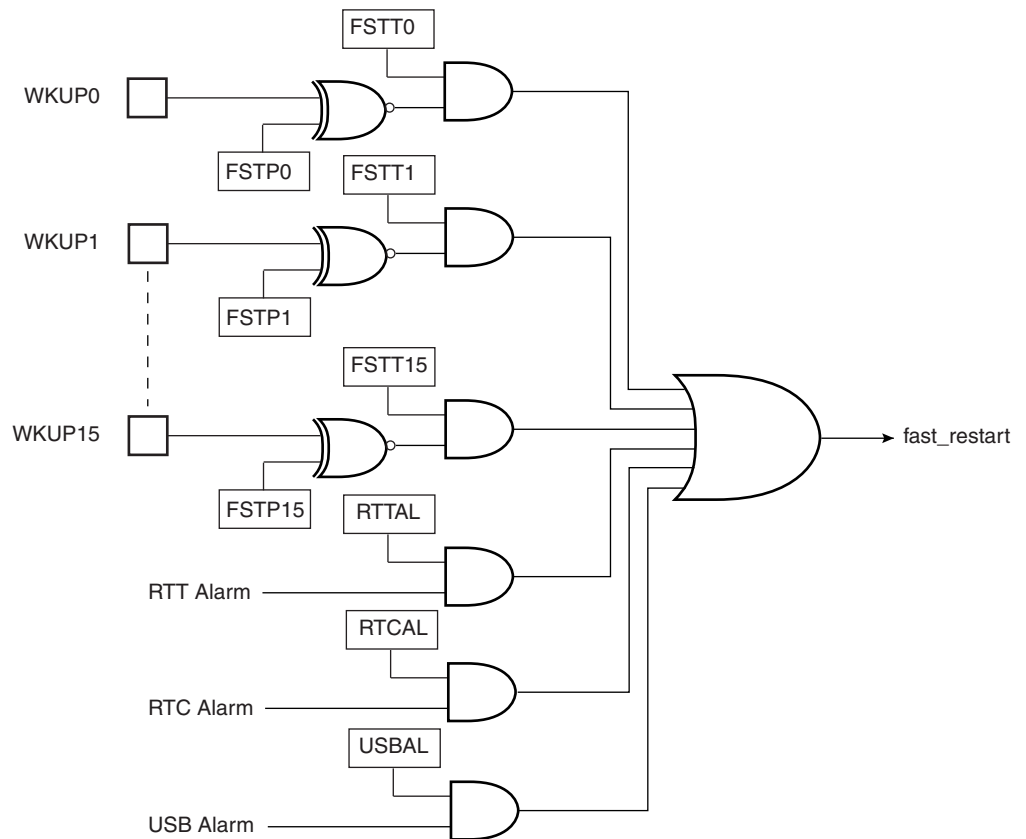 FSTT0
WKUP0
FSTP0
FSTT1
WKUP1
FSTP1
FSTT15
WKUP15
fast_restart
FSTP15
RTTAL
RTT Alarm
RTCAL
RTC Alarm
USBAL
USB Alarm